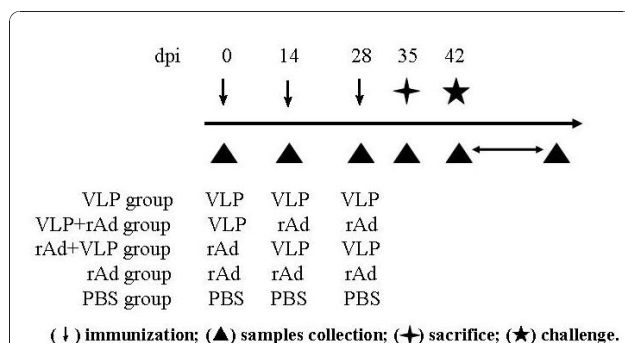 dpi 0 14 28 35 42
VLP group VLP VLP VLP
VLP+rAd group VLP rAd rAd
rAd+VLP group rAd VLP VLP
rAd group rAd rAd rAd
PBS group PBS PBS PBS
(↓) immunization; (▲) samples collection; (✦) sacrifice; (★) challenge.